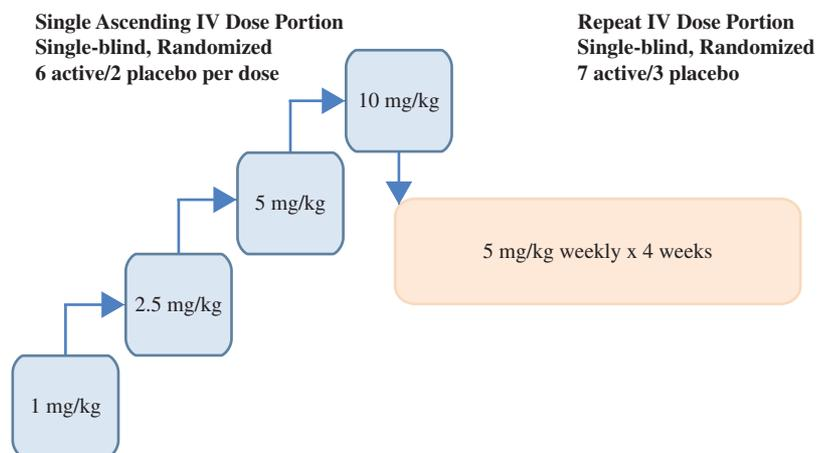 Single Ascending IV Dose Portion
Single-blind, Randomized
6 active/2 placebo per dose
Repeat IV Dose Portion
Single-blind, Randomized
7 active/3 placebo
10 mg/kg
5 mg/kg
5 mg/kg weekly x 4 weeks
2.5 mg/kg
1 mg/kg